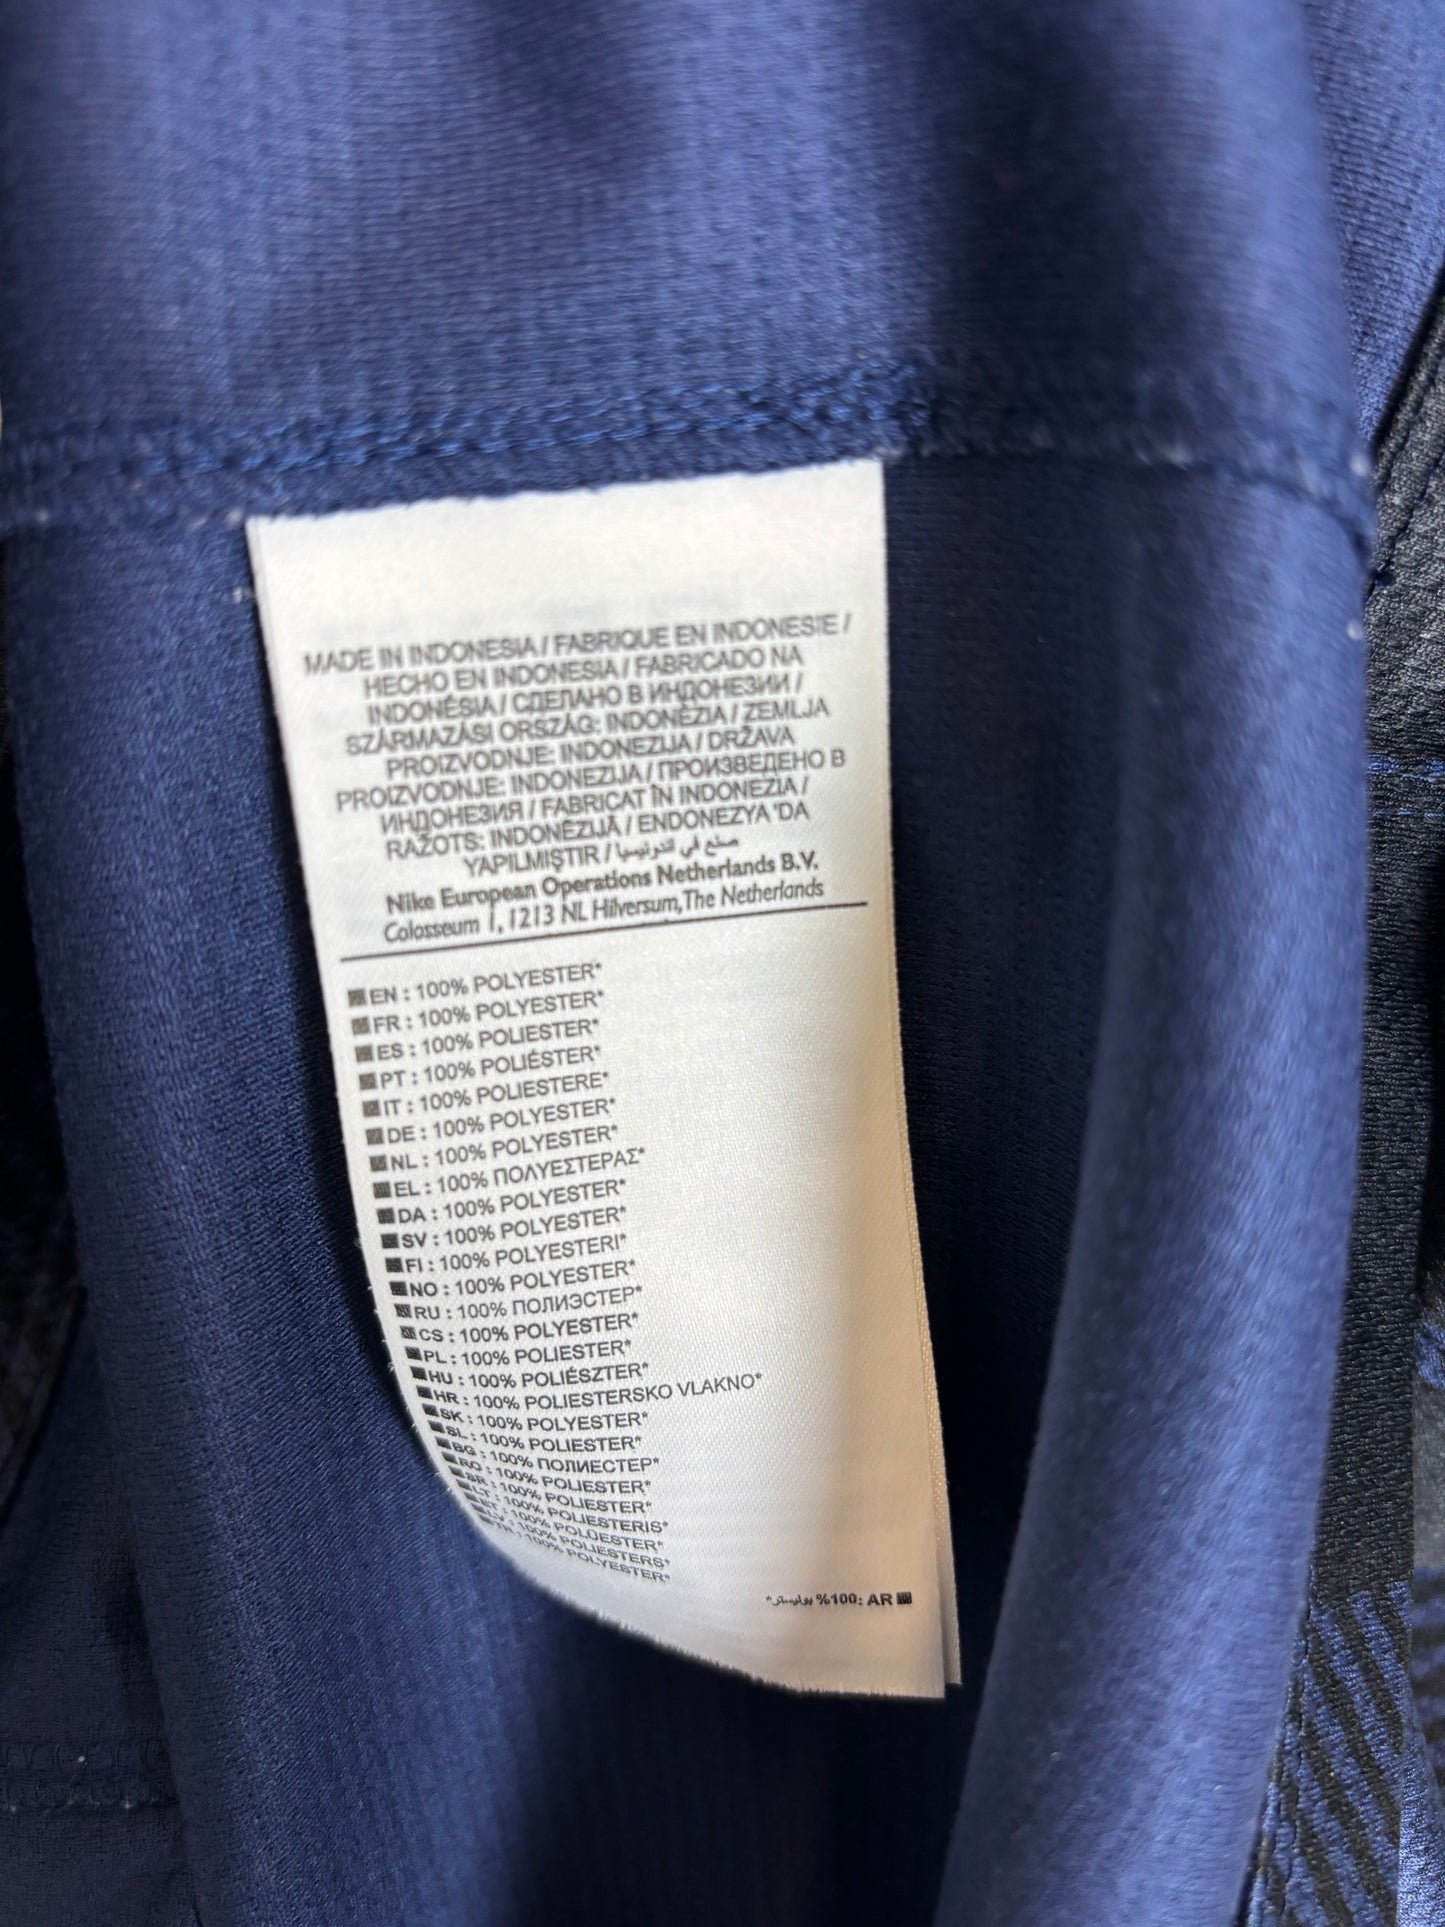 MADE IN INDONESIA / FABRIQUE EN INDONESIE /
HECHO EN INDONESIA / FABRICADO NA
INDONÉSIA / СДЕЛАНО В ИНДОНЕЗИИ /
SZÁRMAZÁSI ORSZÁG: INDONÉZIA / ZEMLJA
PROIZVODNJE: INDONEZIJA / DRŽAVA
PROIZVODNJE: INDONEZIJA / ПРОИЗВЕДЕНО В
ИНДОНЕЗИЯ / FABRICAT ÎN INDONEZIA /
RAŽOTS: INDONĒZIJĀ / ENDONEZYA 'DA
YAPILMIŞTIR / صنع في اندونيسيا
Nike European Operations Netherlands B.V.
Colosseum 1, 1213 NL Hilversum, The Netherlands
EN : 100% POLYESTER*
FR : 100% POLYESTER*
ES : 100% POLIESTER*
PT : 100% POLIÉSTER*
IT : 100% POLIESTERE*
DE : 100% POLYESTER*
NL : 100% POLYESTER*
EL : 100% ΠΟΛΥΕΣΤΕΡΑΣ*
DA : 100% POLYESTER*
SV : 100% POLYESTER*
FI : 100% POLYESTERI*
NO : 100% POLYESTER*
RU : 100% ПОЛИЭСТЕР*
CS : 100% POLYESTER*
PL : 100% POLIESTER*
HU : 100% POLIÉSZTER*
HR : 100% POLIESTERSKO VLAKNO*
SK : 100% POLYESTER*
SL : 100% POLIESTER*
BG : 100% ПОЛИЕСТЕР*
RO : 100% POLIESTER*
SR : 100% POLIESTER*
LT : 100% POLIESTERIS*
ET : 100% POLÜESTER*
LV : 100% POLIESTERS*
TR : 100% POLYESTER*
AR :100% بوليستر*